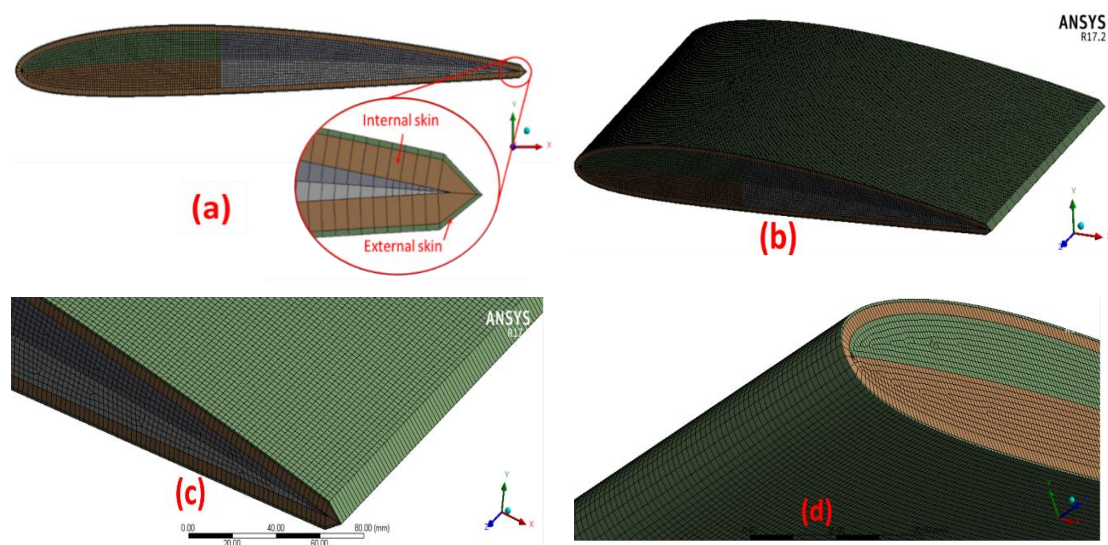 Internal skin
External skin
Y
X
(a)
ANSYS
R17.2
Y
X
Z
(b)
ANSYS
R17
Y
X
Z
(c)
0.00 40.00 80.00 (mm)
20.00 60.00
Y
X
Z
(d)